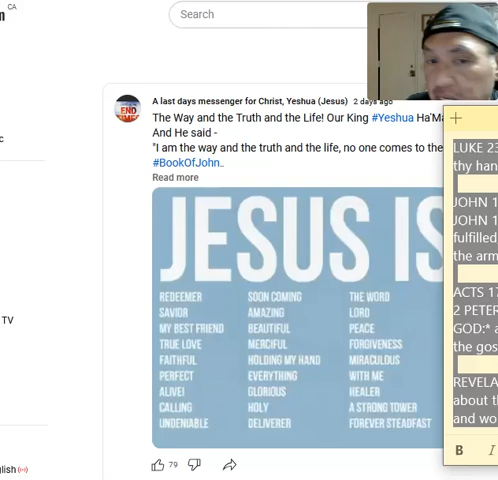 CA
n
Search
A last days messenger for Christ, Yeshua (Jesus) 2 days ago
The Way and the Truth and the Life! Our King #Yeshua Ha'Ma
And He said -
"I am the way and the truth and the life, no one comes to the
#BookOfJohn..
Read more
END
TIMES
JESUS IS
REDEEMER SOON COMING THE WORD
SAVIOR AMAZING LORD
MY BEST FRIEND BEAUTIFUL PEACE
TRUE LOVE MERCIFUL FORGIVENESS
FAITHFUL HOLDING MY HAND MIRACULOUS
PERFECT EVERYTHING WITH ME
ALIVE! GLORIOUS HEALER
CALLING HOLY A STRONG TOWER
UNDENIABLE DELIVERER FOREVER STEADFAST
79
c
TV
glish
+
LUKE 23
thy han
JOHN 1
JOHN 1
fulfilled
the arm
ACTS 17
2 PETER
GOD:* a
the gos
REVELA
about th
and wo
B I